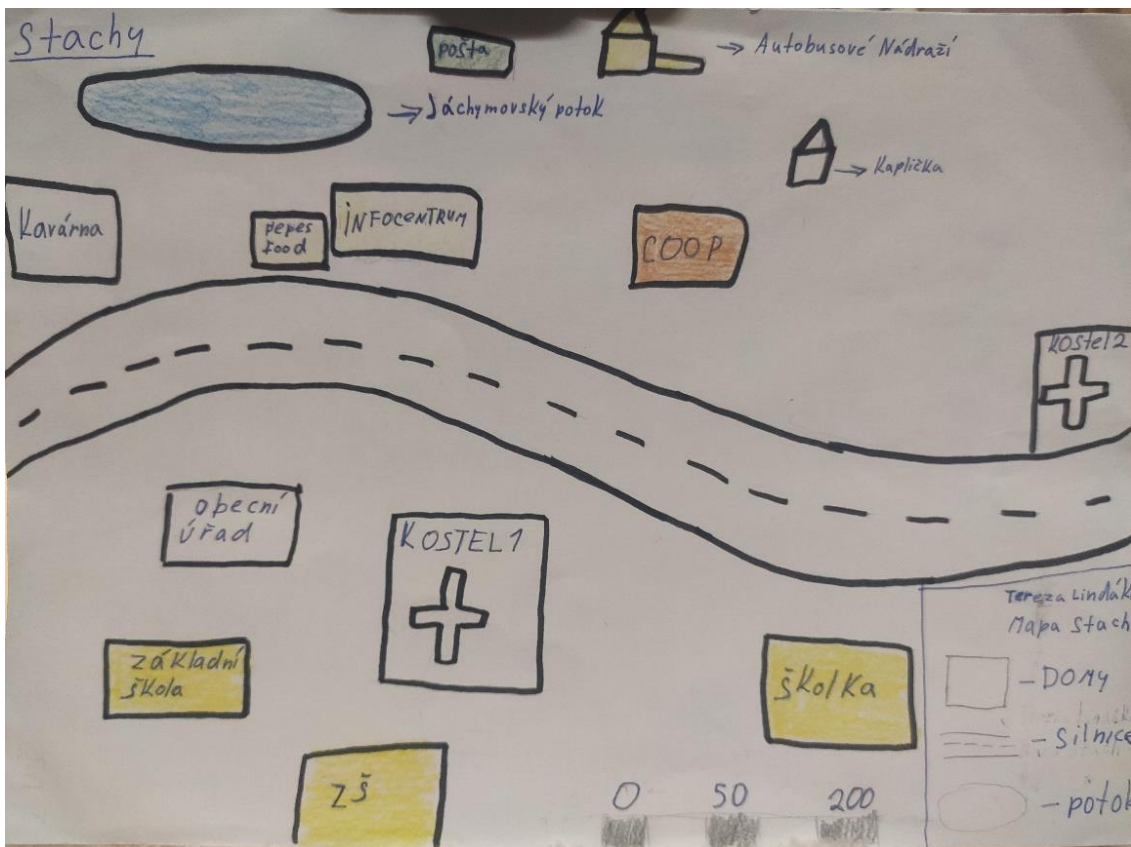 Stachy
pošta
Autobusové Nádraží
Jáchymovský potok
Kaplička
Kavárna
pepes
food
iNFOCENTRUM
COOP
Kostel2
obecní
úřad
KOSTEL1
základní
škola
školKa
ZŠ
0 50 200
Tereza Lindák
Mapa Stach
- DOMY
- Silnice
- potok